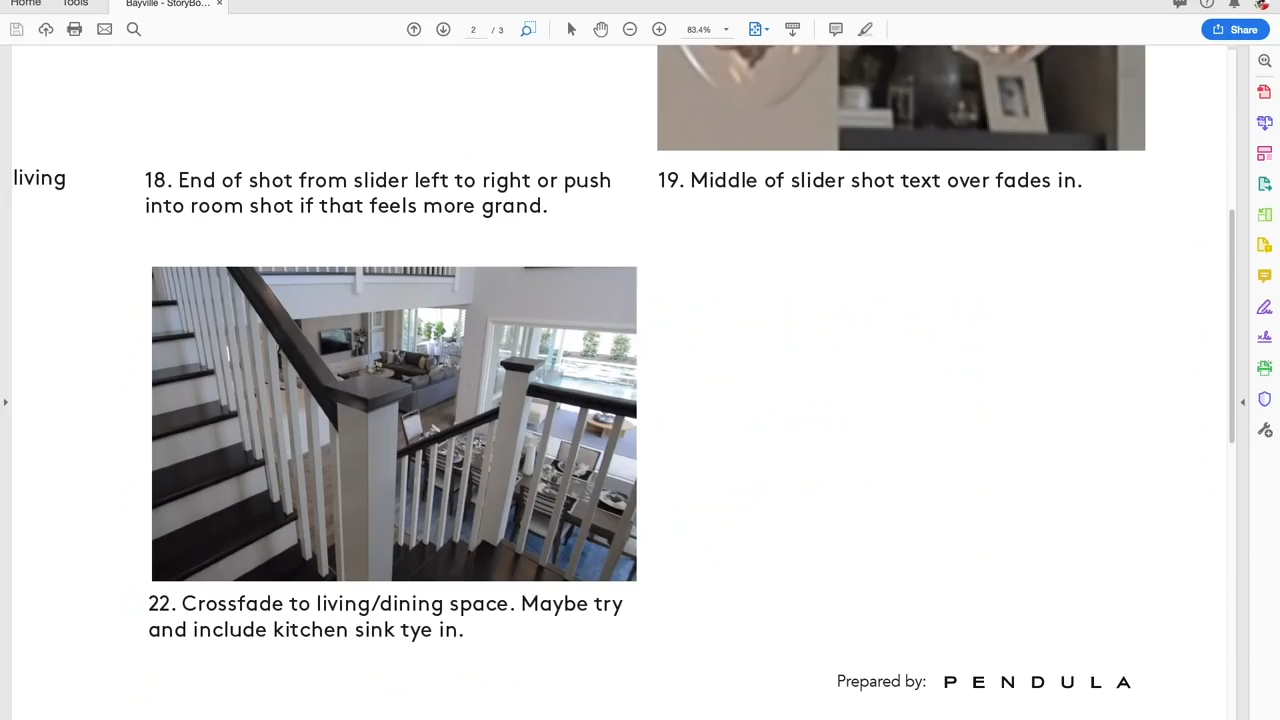 Home
Tools
Bayville - StoryBo...
2 / 3
83.4%
Share
living
18. End of shot from slider left to right or push
into room shot if that feels more grand.
19. Middle of slider shot text over fades in.
22. Crossfade to living/dining space. Maybe try
and include kitchen sink tye in.
Prepared by: PENDULA